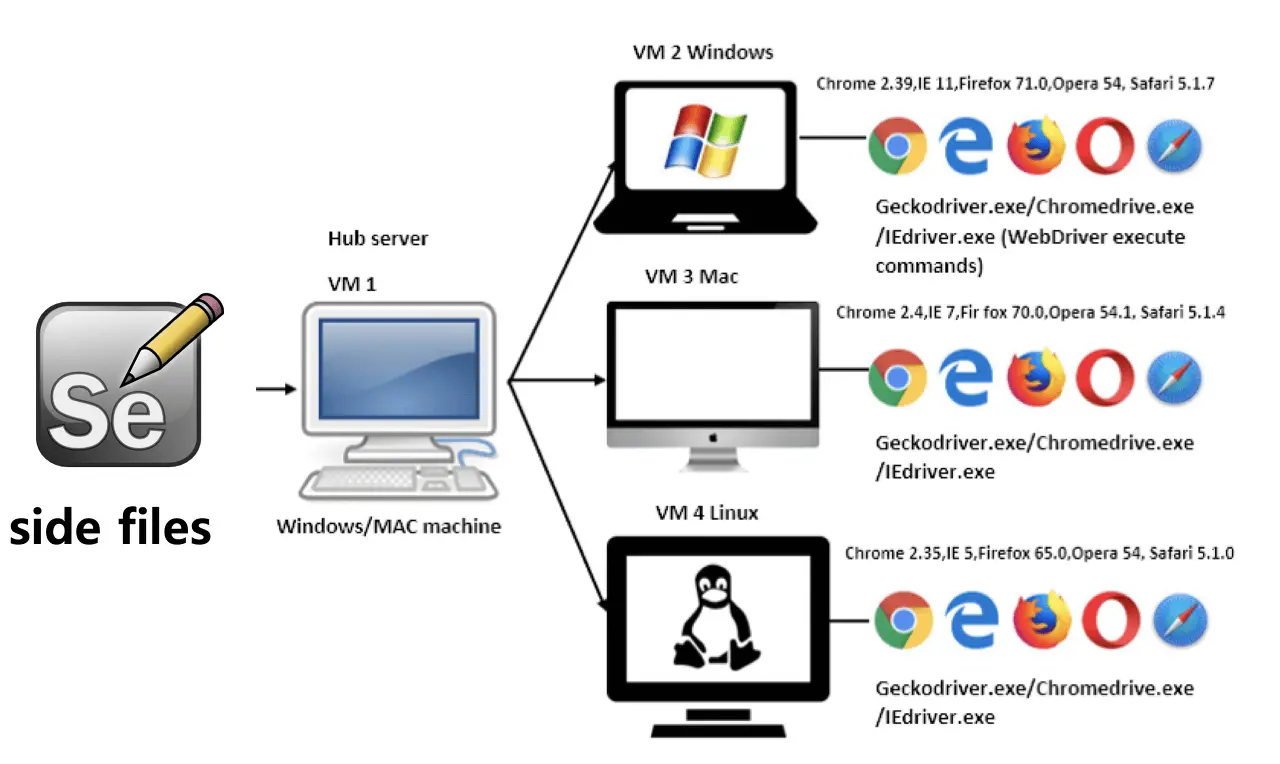 VM 2 Windows
Chrome 2.39,IE 11,Firefox 71.0,Opera 54, Safari 5.1.7
Geckodriver.exe/Chromedrive.exe
/IEdriver.exe (WebDriver execute
commands)
Hub server
VM 1
Se
side files
Windows/MAC machine
VM 3 Mac
Chrome 2.4,IE 7,Fir fox 70.0,Opera 54.1, Safari 5.1.4
Geckodriver.exe/Chromedrive.exe
/IEdriver.exe
VM 4 Linux
Chrome 2.35,IE 5,Firefox 65.0,Opera 54, Safari 5.1.0
Geckodriver.exe/Chromedrive.exe
/IEdriver.exe